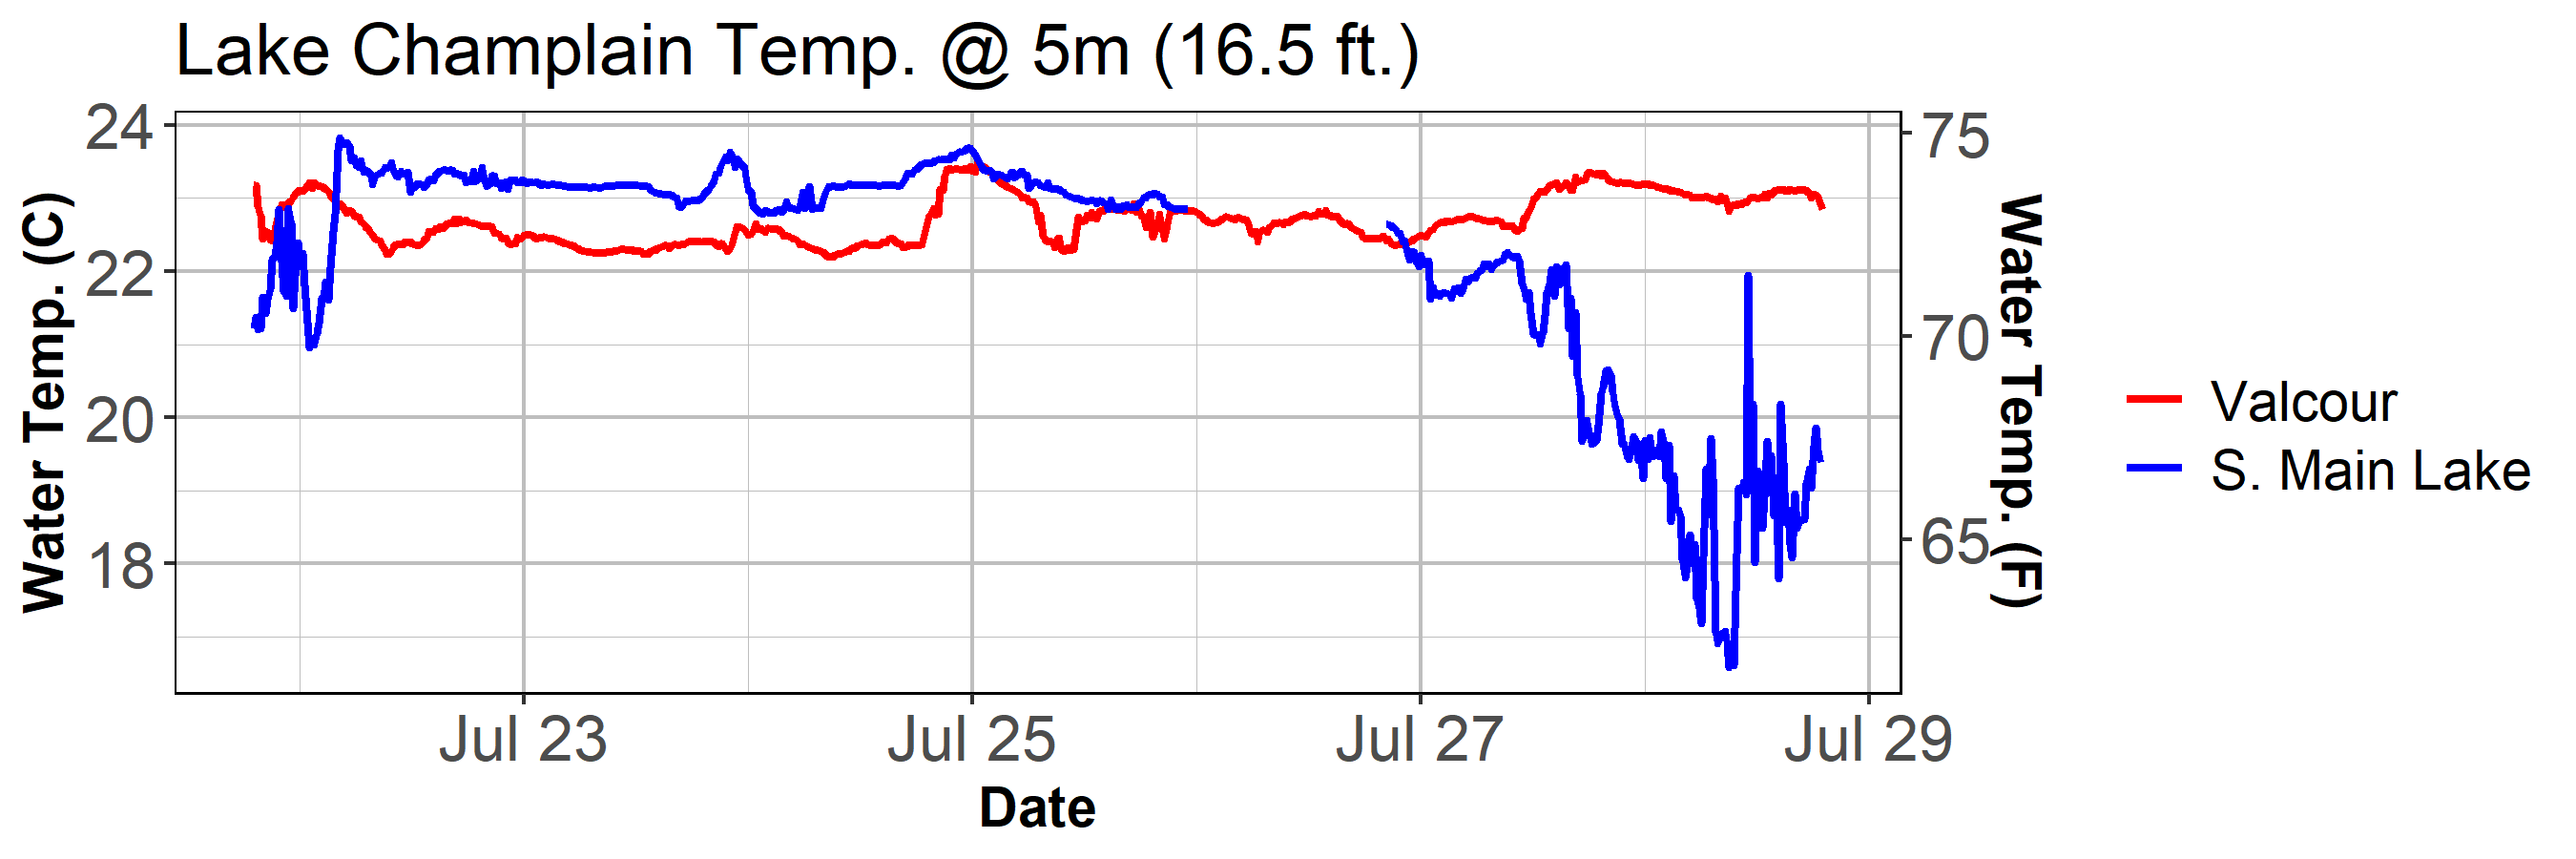 Lake Champlain Temp. @ 5m (16.5 ft.)
24
22
20
18
Water Temp. (C)
75
70
65
Water Temp. (F)
Jul 23
Jul 25
Jul 27
Jul 29
Date
Valcour
S. Main Lake